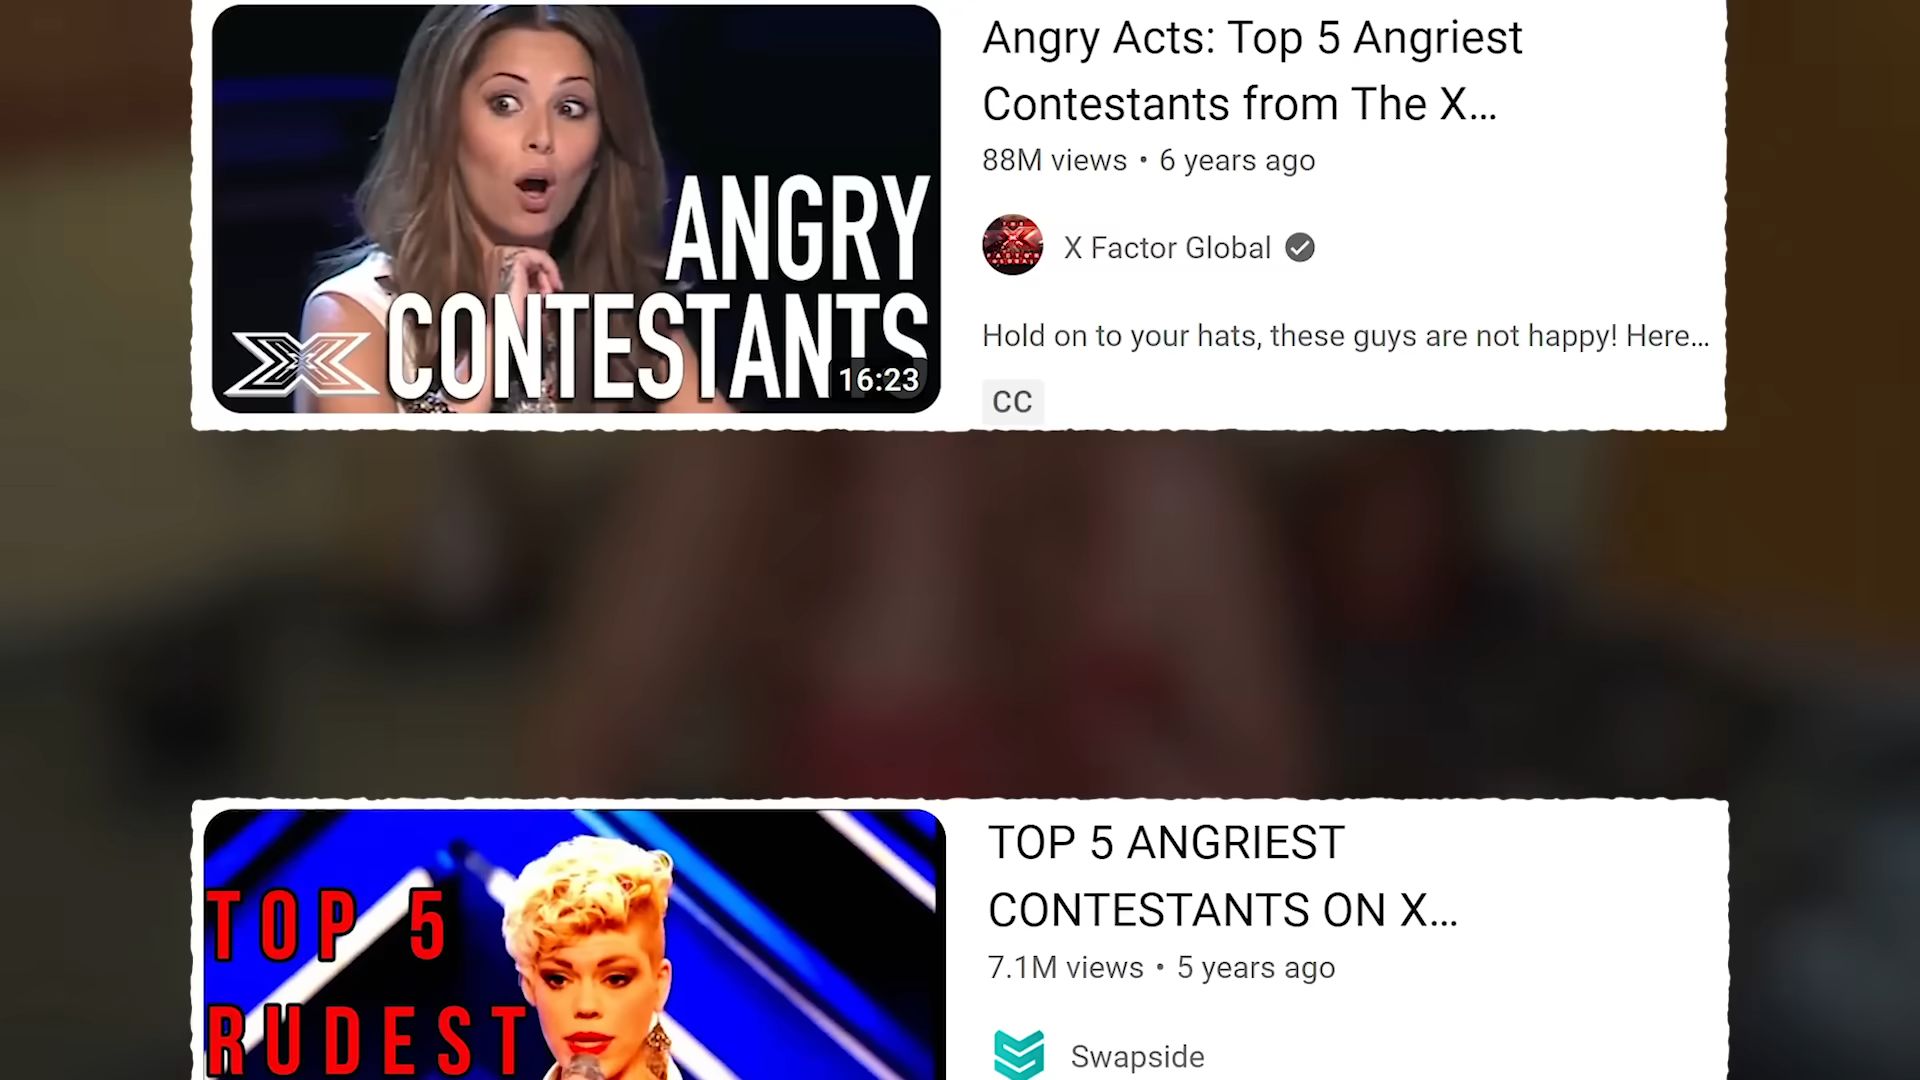 ANGRY
CONTESTANTS
16:23
Angry Acts: Top 5 Angriest
Contestants from The X...
88M views • 6 years ago
X Factor Global
Hold on to your hats, these guys are not happy! Here...
CC
TOP 5
RUDEST
TOP 5 ANGRIEST
CONTESTANTS ON X...
7.1M views • 5 years ago
Swapside